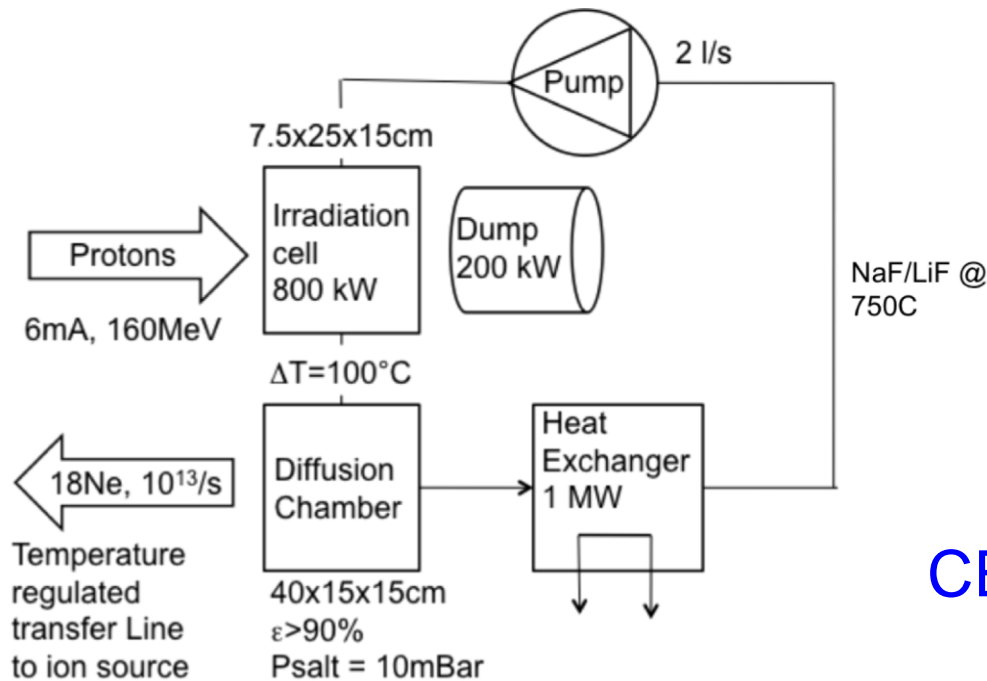 2 l/s
Pump
7.5x25x15cm
Irradiation
cell
800 kW
Dump
200 kW
Protons
6mA, 160MeV
NaF/LiF @
750C
ΔT=100°C
Heat
Exchanger
1 MW
Diffusion
Chamber
18Ne, 10¹³/s
Temperature
regulated
transfer Line
to ion source
40x15x15cm
ε>90%
Psalt = 10mBar